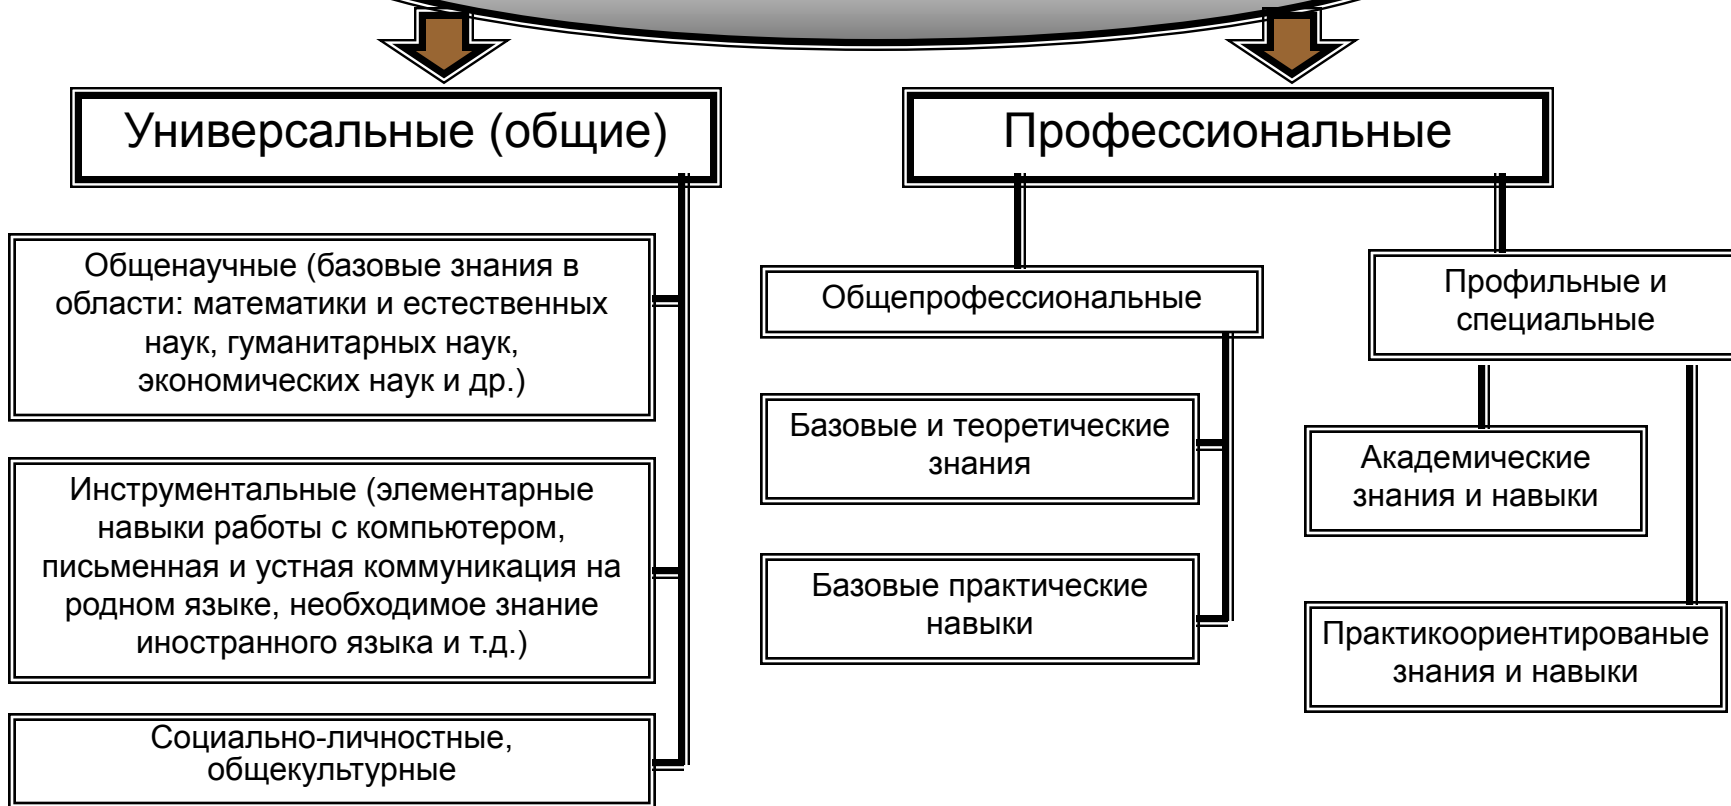 Универсальные (общие)
Профессиональные
Общенаучные (базовые знания в
области: математики и естественных
наук, гуманитарных наук,
экономических наук и др.)
Инструментальные (элементарные
навыки работы с компьютером,
письменная и устная коммуникация на
родном языке, необходимое знание
иностранного языка и т.д.)
Социально-личностные,
общекультурные
Общепрофессиональные
Базовые и теоретические
знания
Базовые практические
навыки
Профильные и
специальные
Академические
знания и навыки
Практикоориентированые
знания и навыки